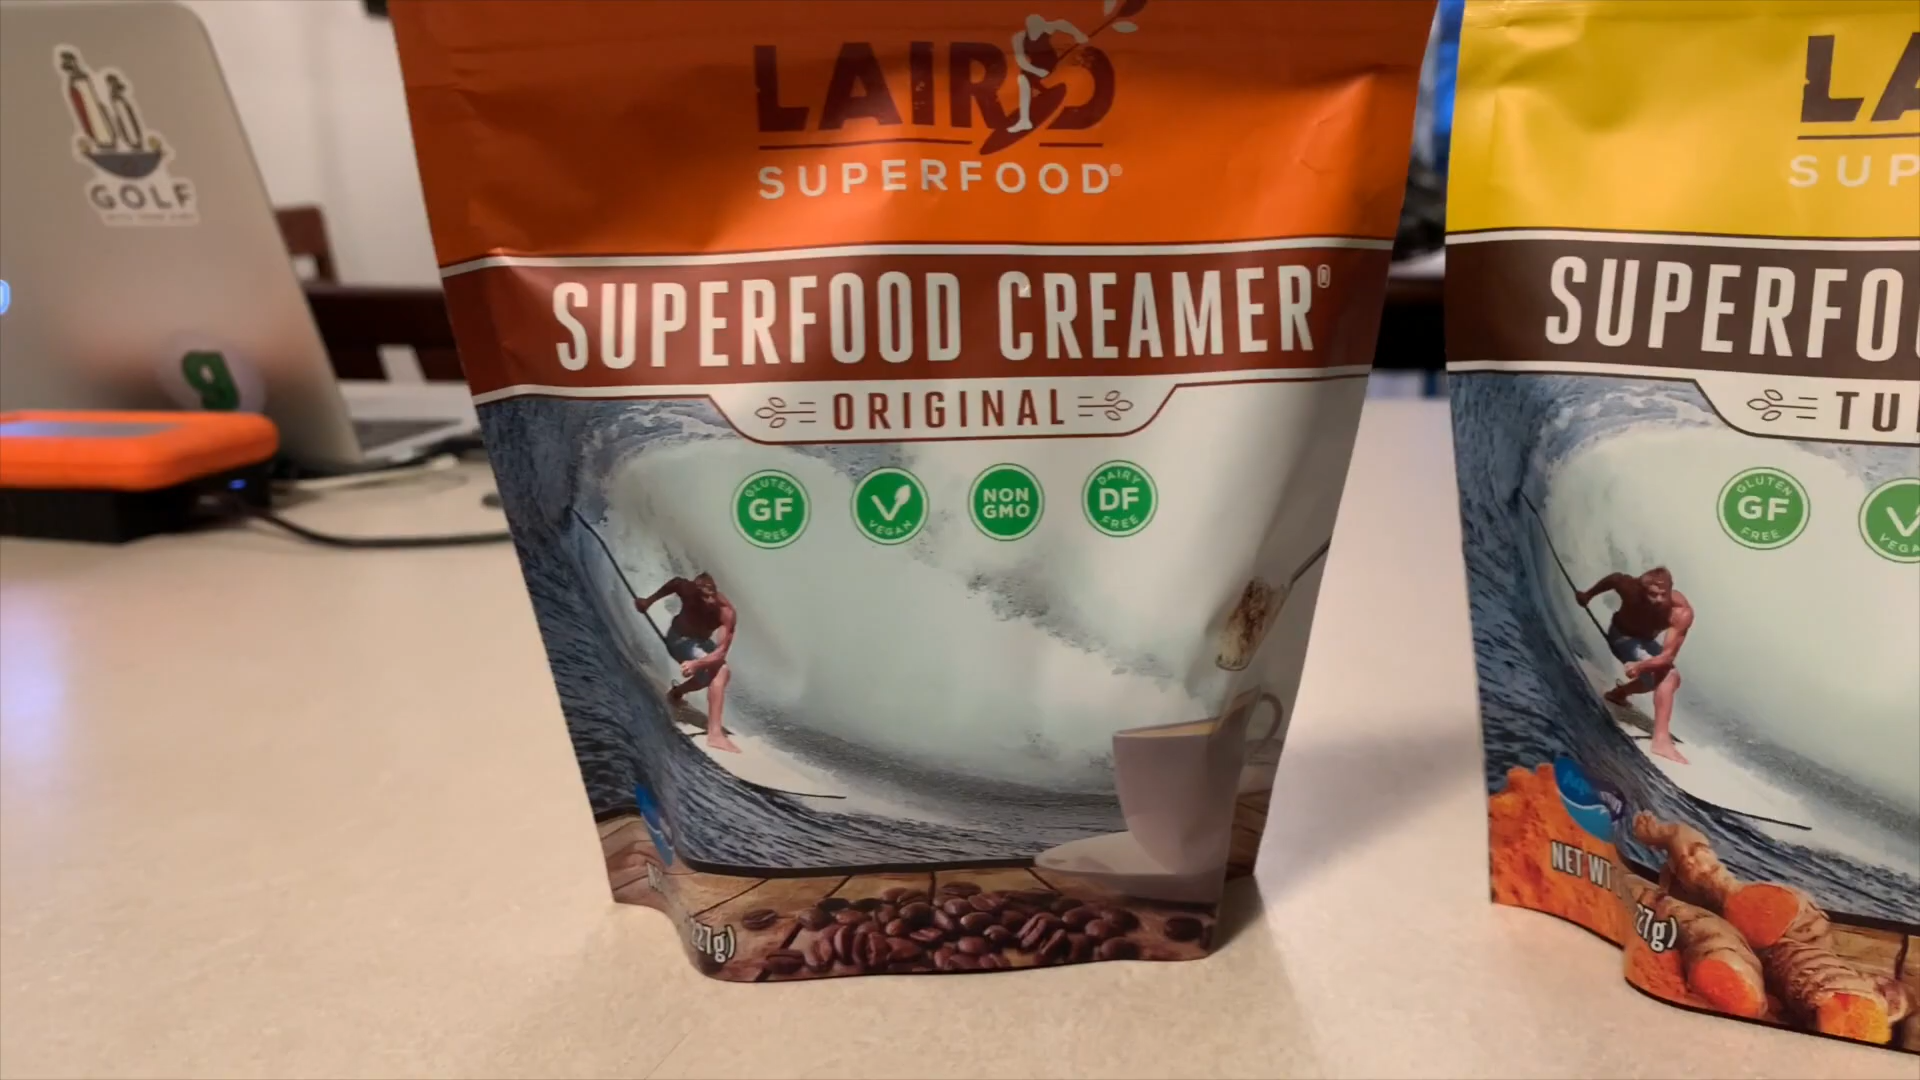 GOLF
g
LAIRD
SUPERFOOD®
SUPERFOOD CREAMER®
ORIGINAL
GLUTEN
GF
FREE
V
VEGAN
NON
GMO
DAIRY
DF
FREE
27g)
LA
SUP
SUPERFO
TU
GLUTEN
GF
FREE
V
VEGA
NET WT
27g)